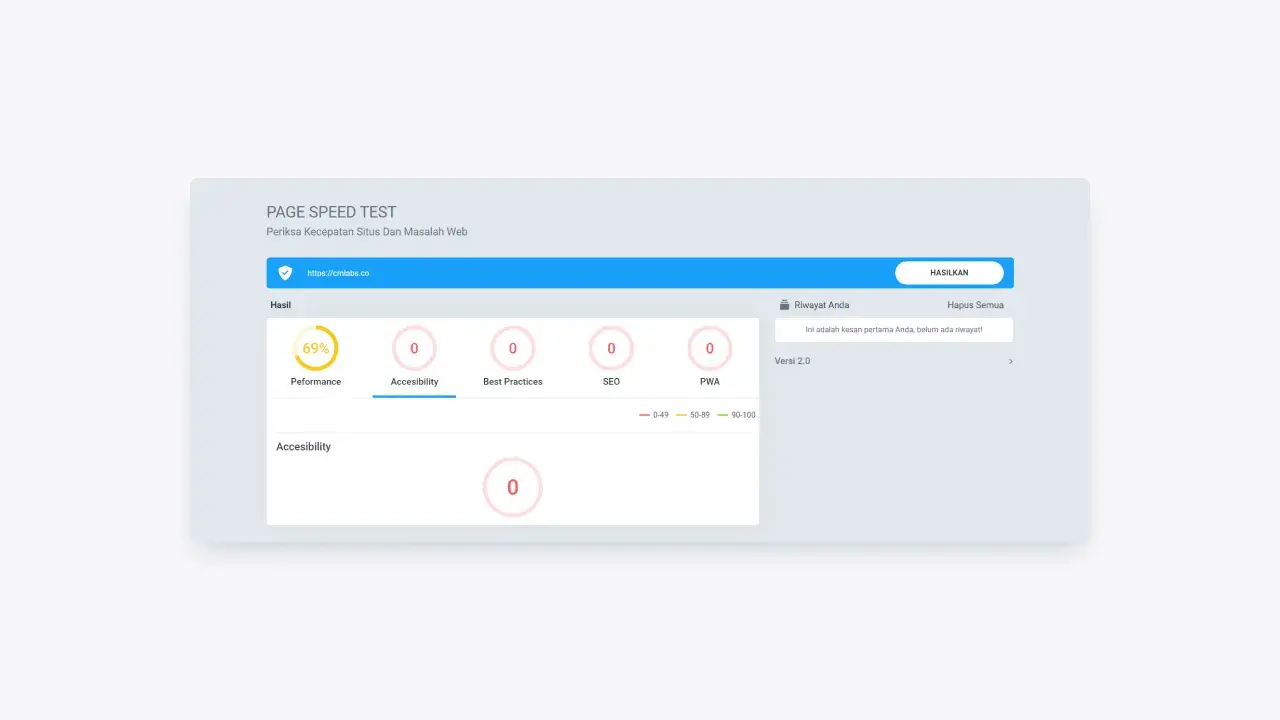 PAGE SPEED TEST
Periksa Kecepatan Situs Dan Masalah Web
https://cmlabs.co
HASILKAN
Hasil
Riwayat Anda
Hapus Semua
69%
0
0
0
0
Peformance
Accesibility
Best Practices
SEO
PWA
Ini adalah kesan pertama Anda, belum ada riwayat!
Versi 2.0
0-49
50-89
90-100
Accesibility
0